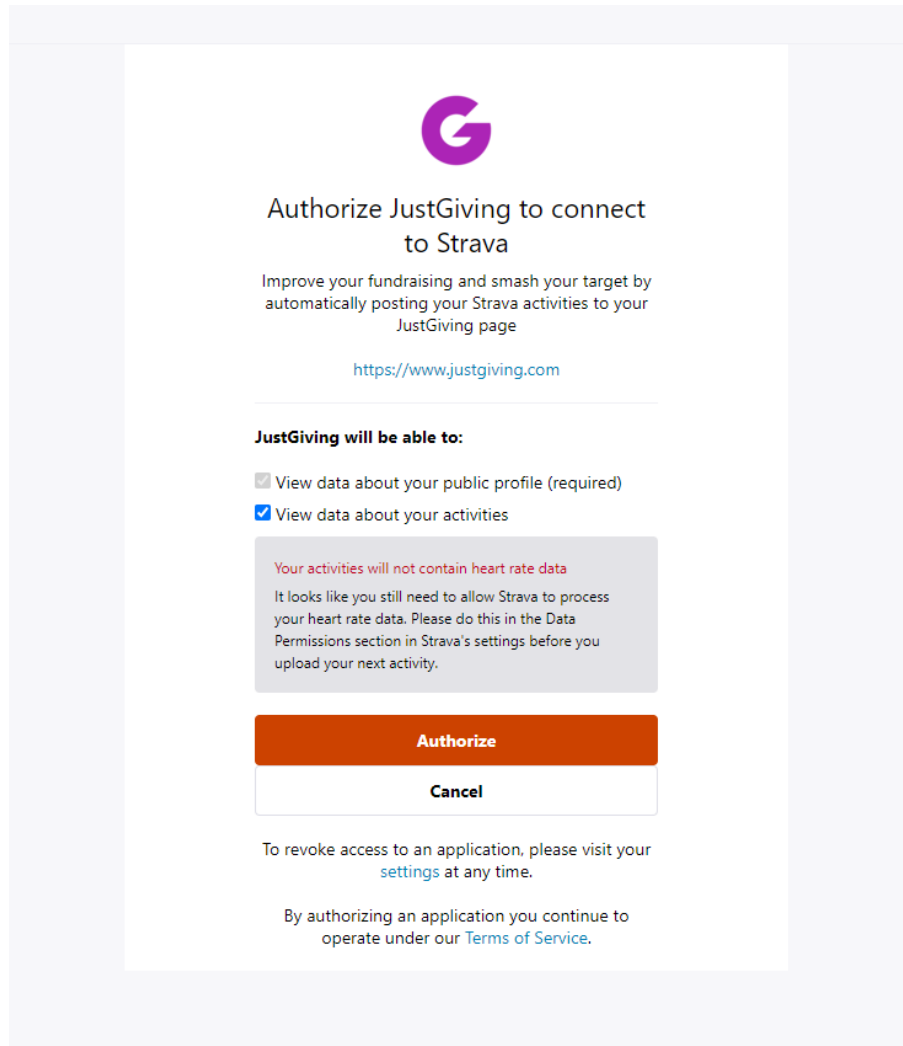 Authorize JustGiving to connect
to Strava
Improve your fundraising and smash your target by
automatically posting your Strava activities to your
JustGiving page
https://www.justgiving.com
JustGiving will be able to:
View data about your public profile (required)
View data about your activities
Your activities will not contain heart rate data
It looks like you still need to allow Strava to process
your heart rate data. Please do this in the Data
Permissions section in Strava's settings before you
upload your next activity.
Authorize
Cancel
To revoke access to an application, please visit your
settings at any time.
By authorizing an application you continue to
operate under our Terms of Service.